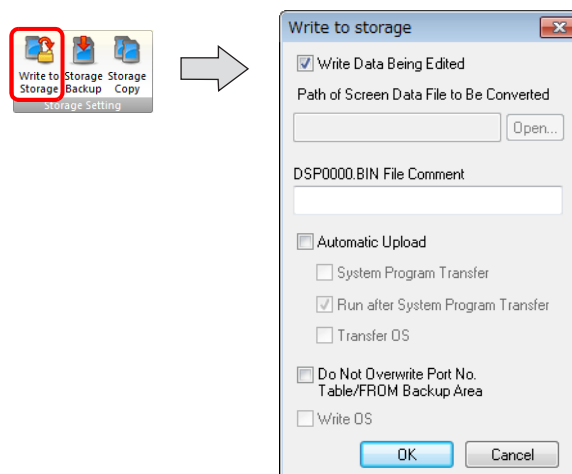 Write to Storage Storage
Storage Backup Copy
Storage Setting
Write to storage
Write Data Being Edited
Path of Screen Data File to Be Converted
Open...
DSP0000.BIN File Comment
Automatic Upload
System Program Transfer
Run after System Program Transfer
Transfer OS
Do Not Overwrite Port No.
Table/FROM Backup Area
Write OS
OK Cancel